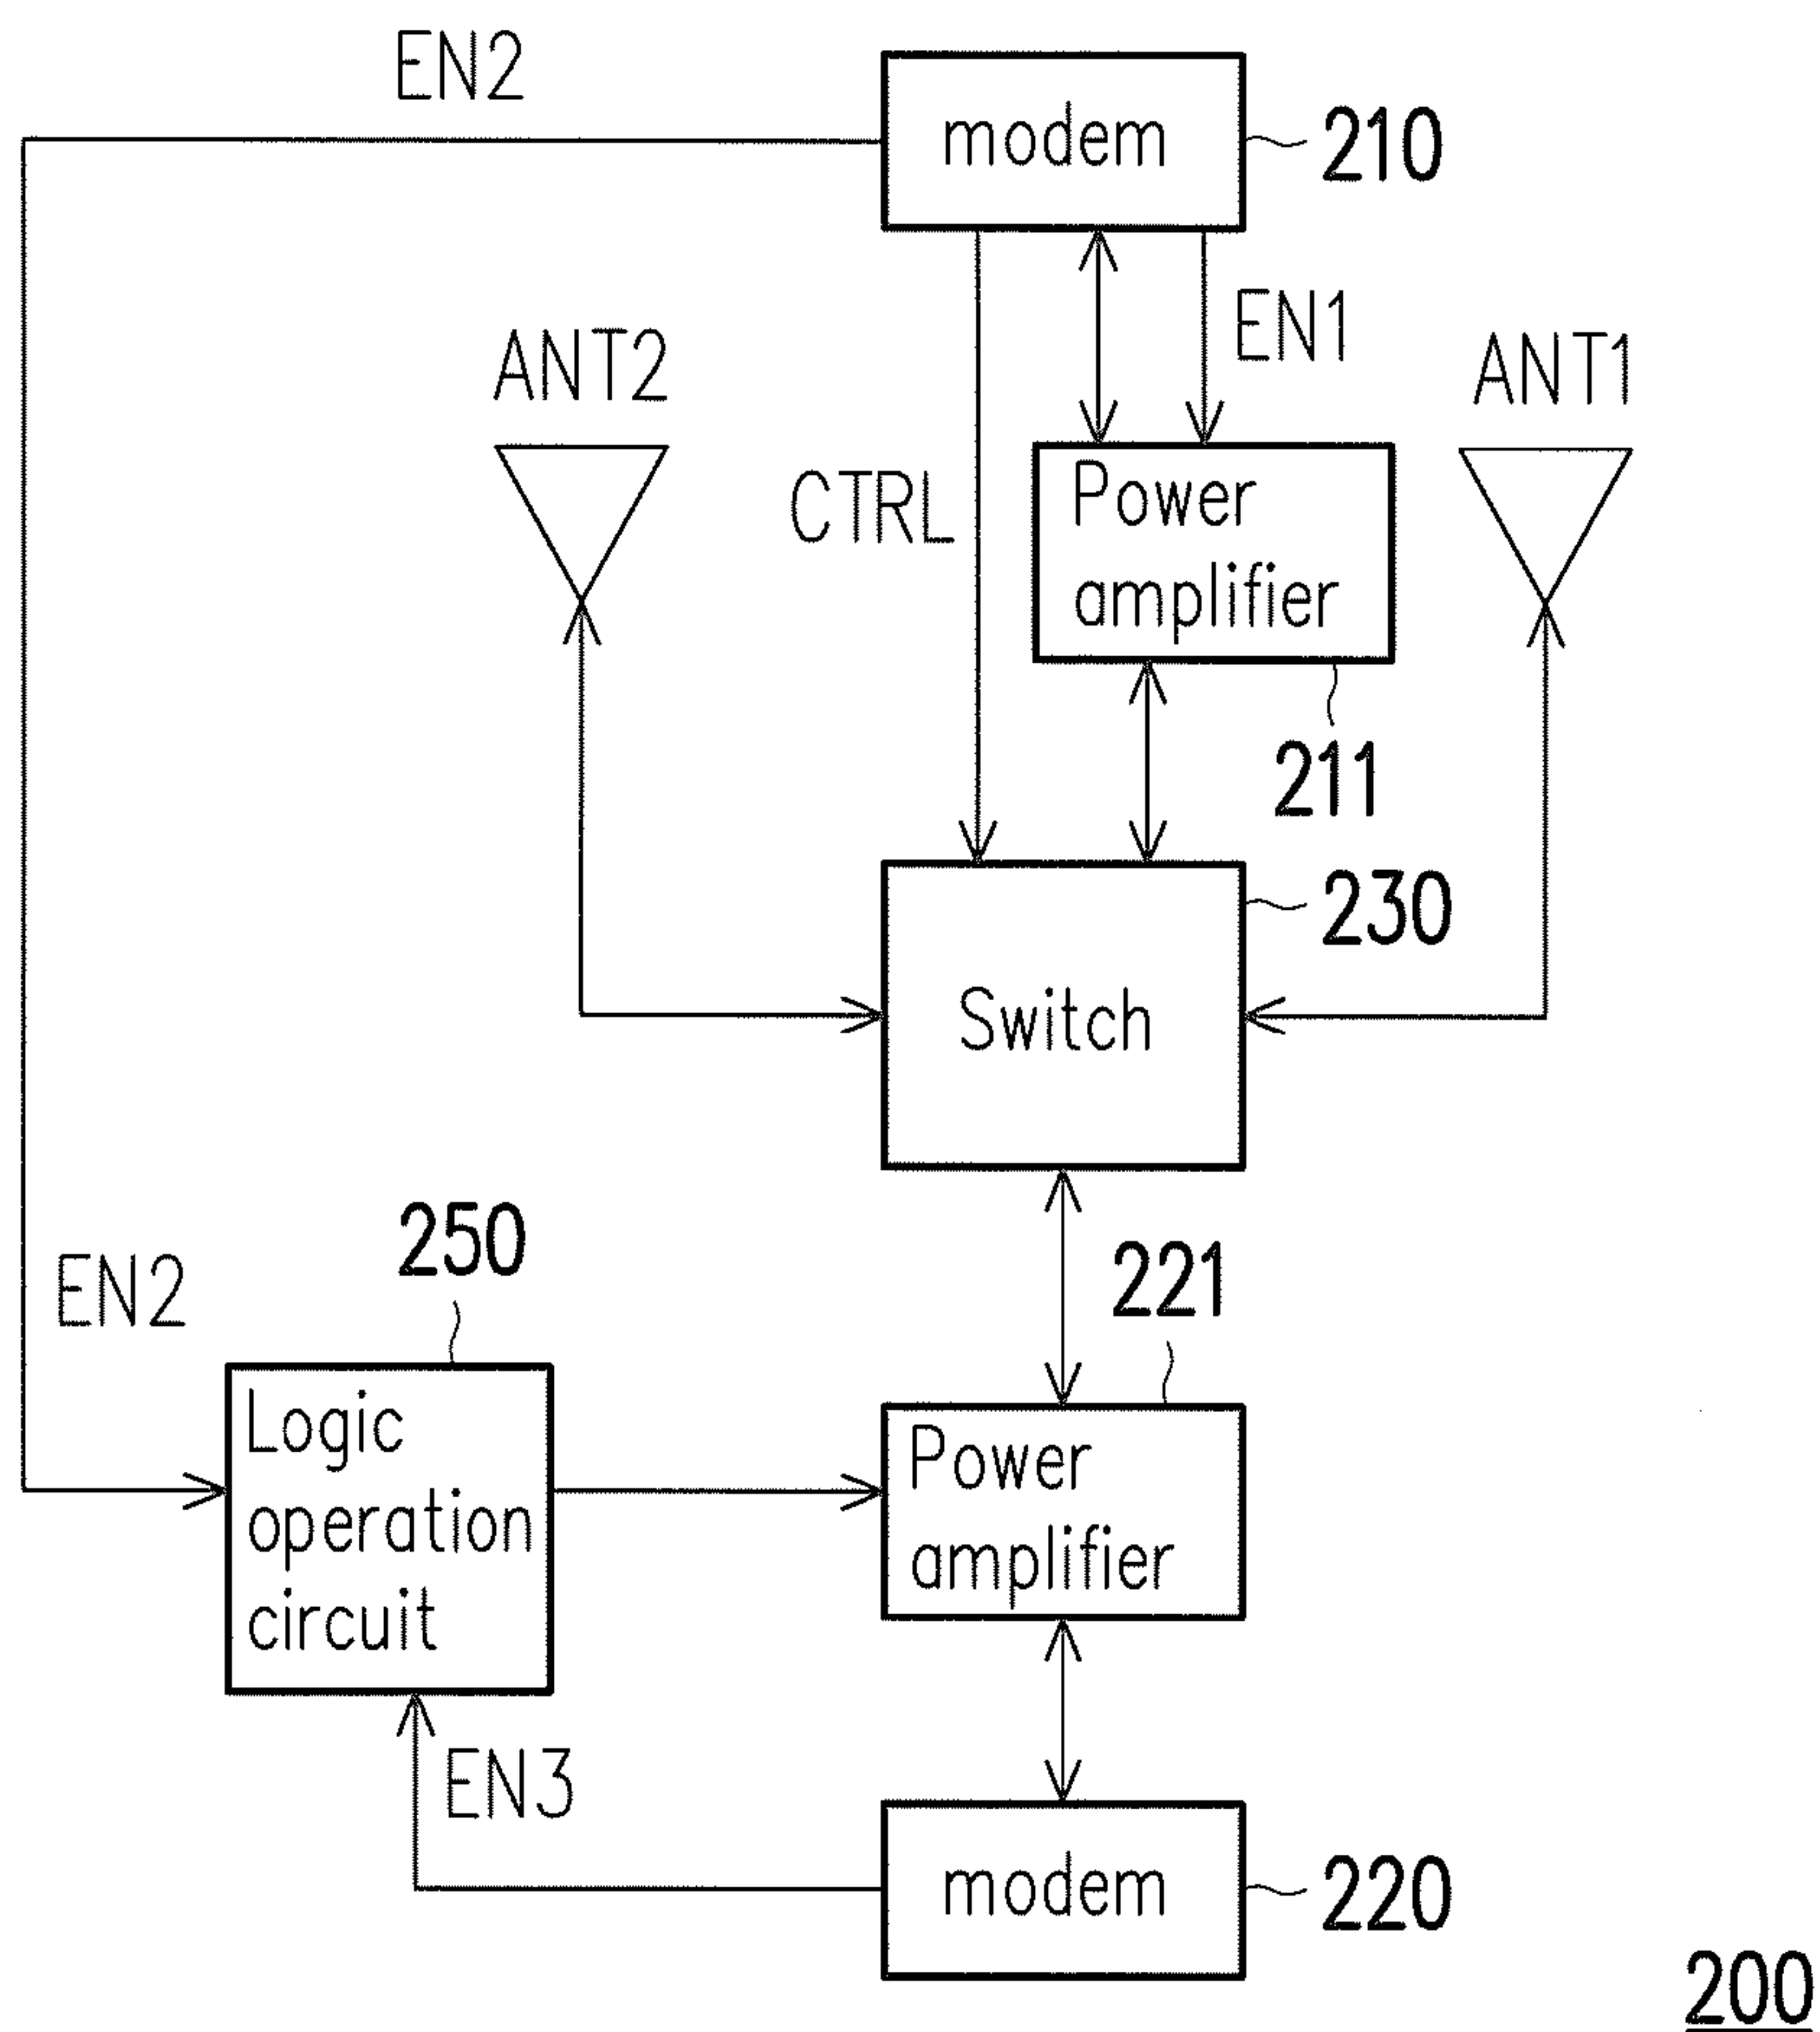 EN2
modem
210
EN1
ANT2
ANT1
CTRL
Power
amplifier
211
230
Switch
250
221
EN2
Logic
operation
circuit
Power
amplifier
EN3
modem
220
200